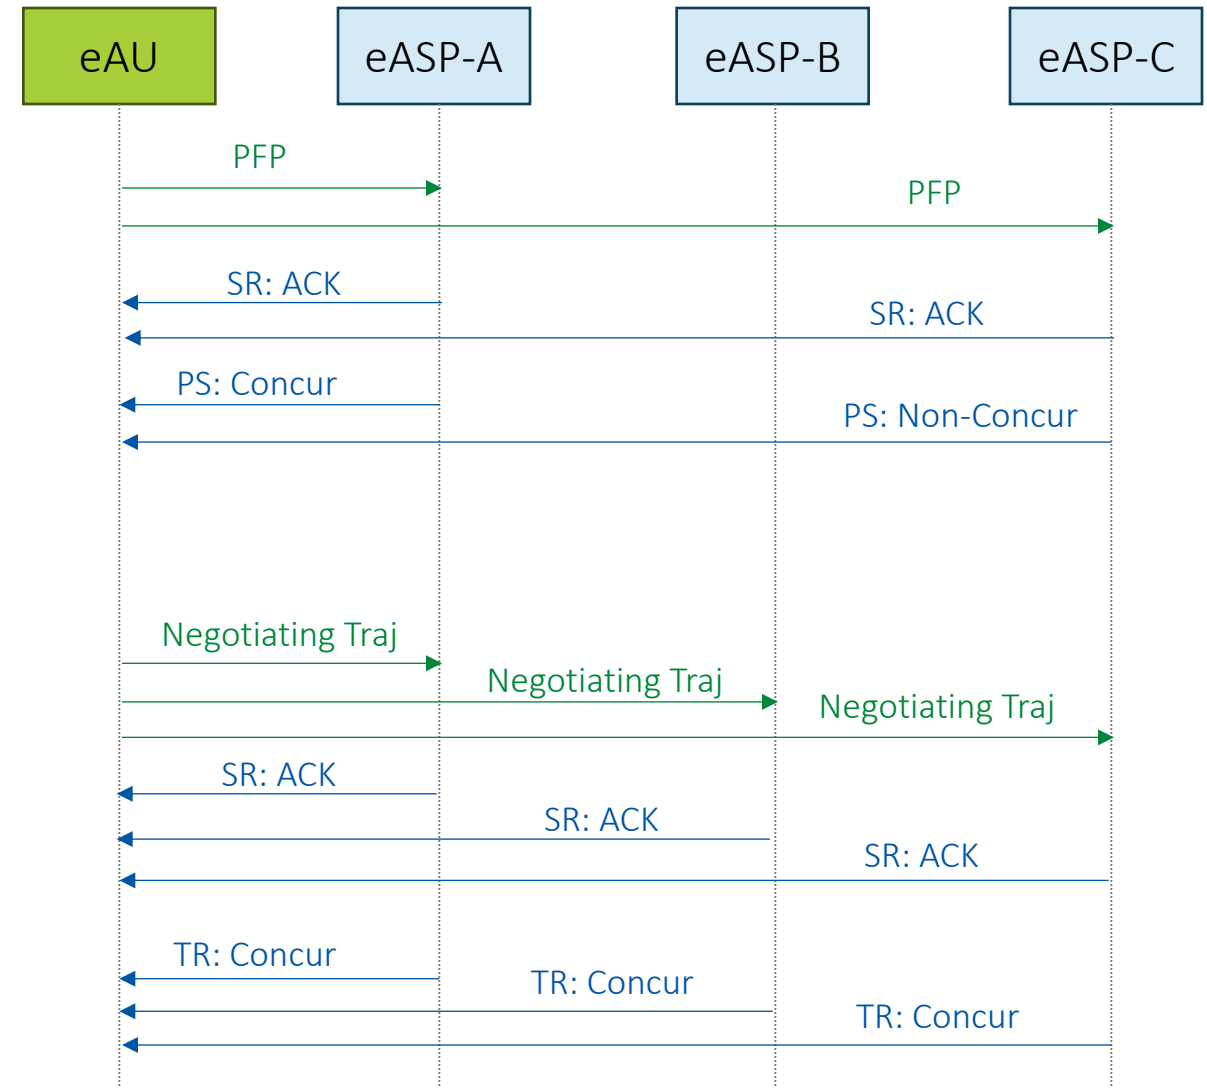 eAU
eASP-A
eASP-B
eASP-C
PFP
PFP
SR: ACK
SR: ACK
PS: Concur
PS: Non-Concur
Negotiating Traj
Negotiating Traj
Negotiating Traj
SR: ACK
SR: ACK
SR: ACK
TR: Concur
TR: Concur
TR: Concur